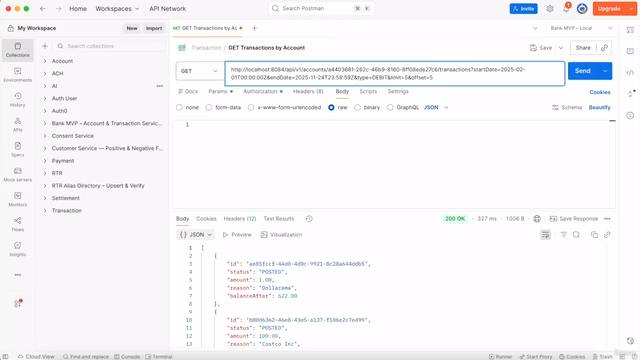 Home
Workspaces
API Network
Search Postman
Invite
Upgrade
My Workspace
New
Import
GET Transactions by A
Bank MVP – Local
Collections
Environments
History
APIs
Specs
Mock servers
Monitors
Insights
Account
ACH
AI
Auth User
Auth0
Bank MVP – Account & Transaction Servic...
Consent Service
Customer Service — Positive & Negative F...
Payment
RTR
RTR Alias Directory – Upsert & Verify
Settlement
Transaction
Transaction / GET Transactions by Account
Save
Share
GET
Send
Docs
Params
Authorization
Headers (8)
Body
Scripts
Settings
Cookies
none
form-data
x-www-form-urlencoded
raw
binary
GraphQL
JSON
Schema
Beautify
1
Body
Cookies
Headers (12)
Test Results
200 OK
327 ms
1006 B
Save Response
{} JSON
Preview
Visualization
1 [
2 {
3
4 "status": "POSTED",
5 "amount": 1.00,
6 "reason": "Dollarama",
7 "balanceAfter": 622.00
8 },
9 {
10
11 "status": "POSTED",
12 "amount": 100.00,
13 "reason": "Costco Inc",
Cloud View
Find and replace
Console
Terminal
Runner
Start Proxy
Cookies
Vault
Trash